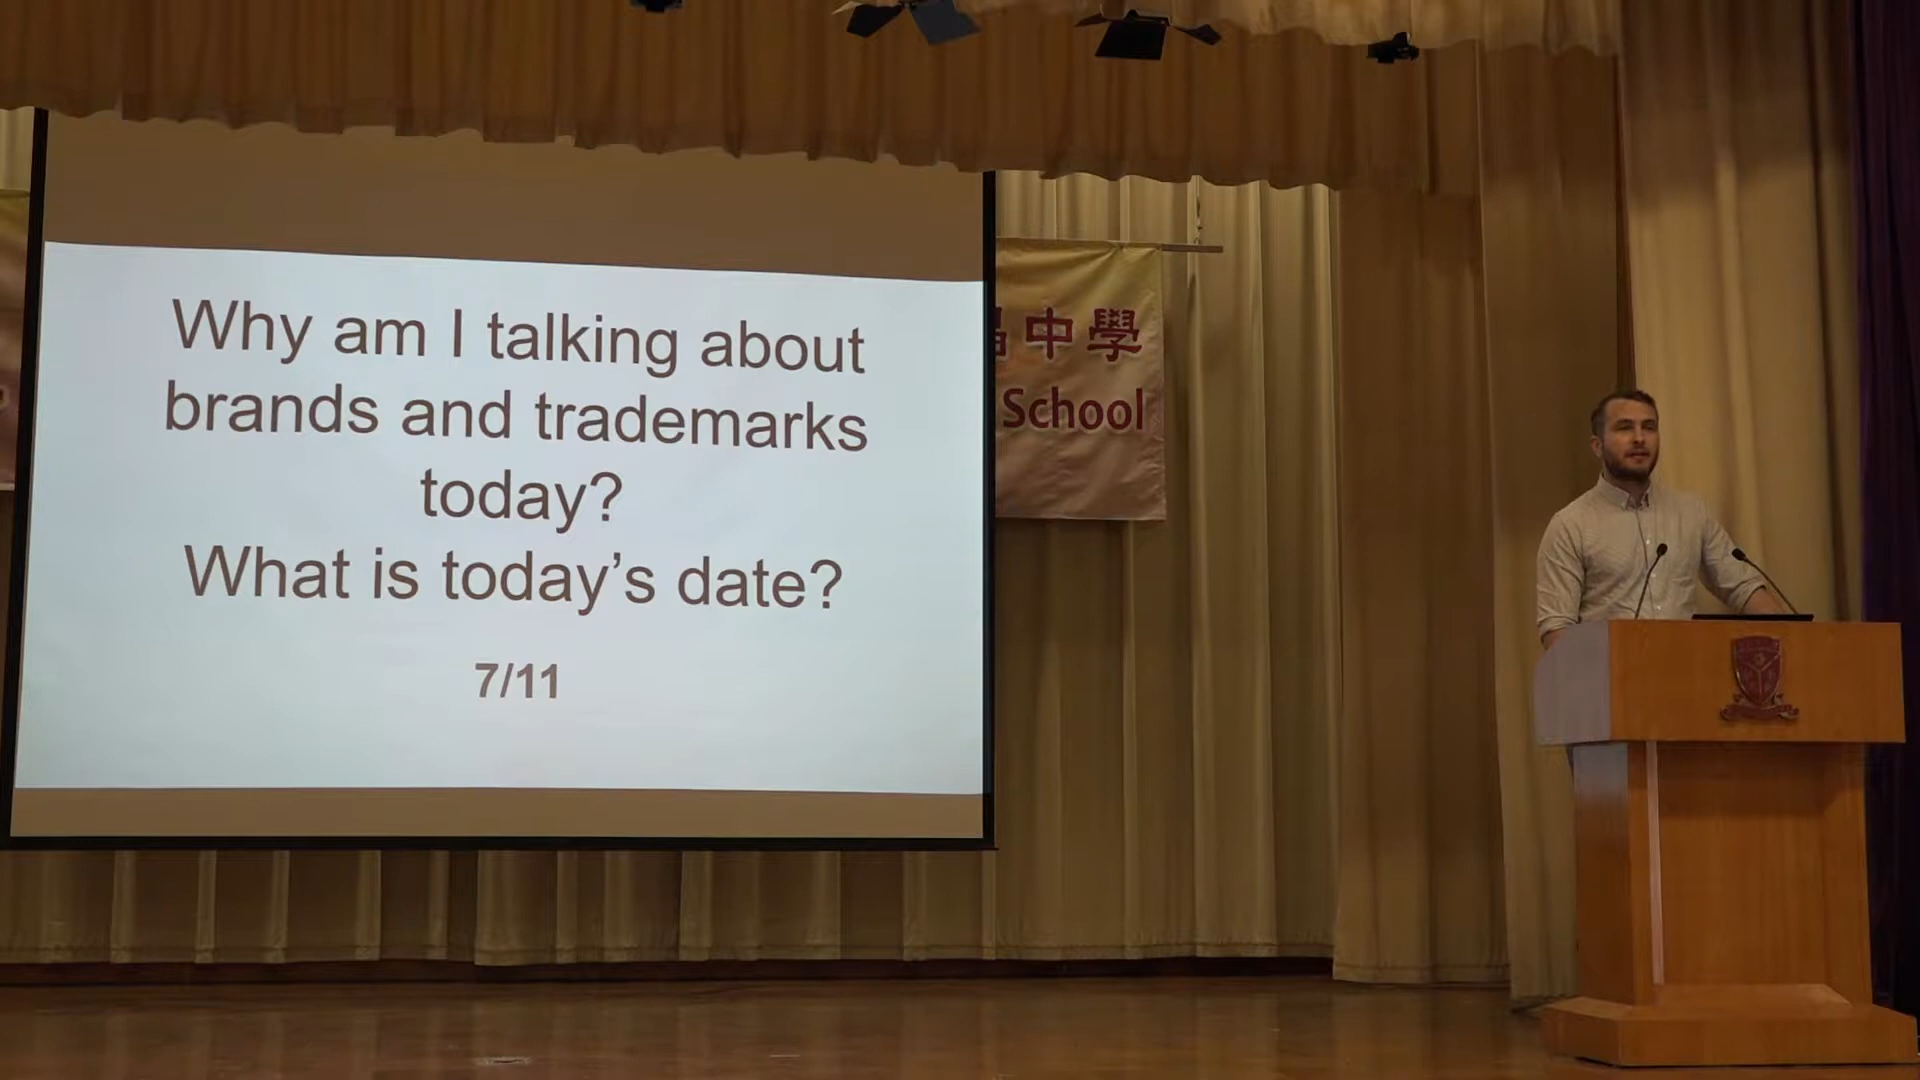 Why am I talking about
brands and trademarks
today?
What is today’s date?
7/11
中學
School